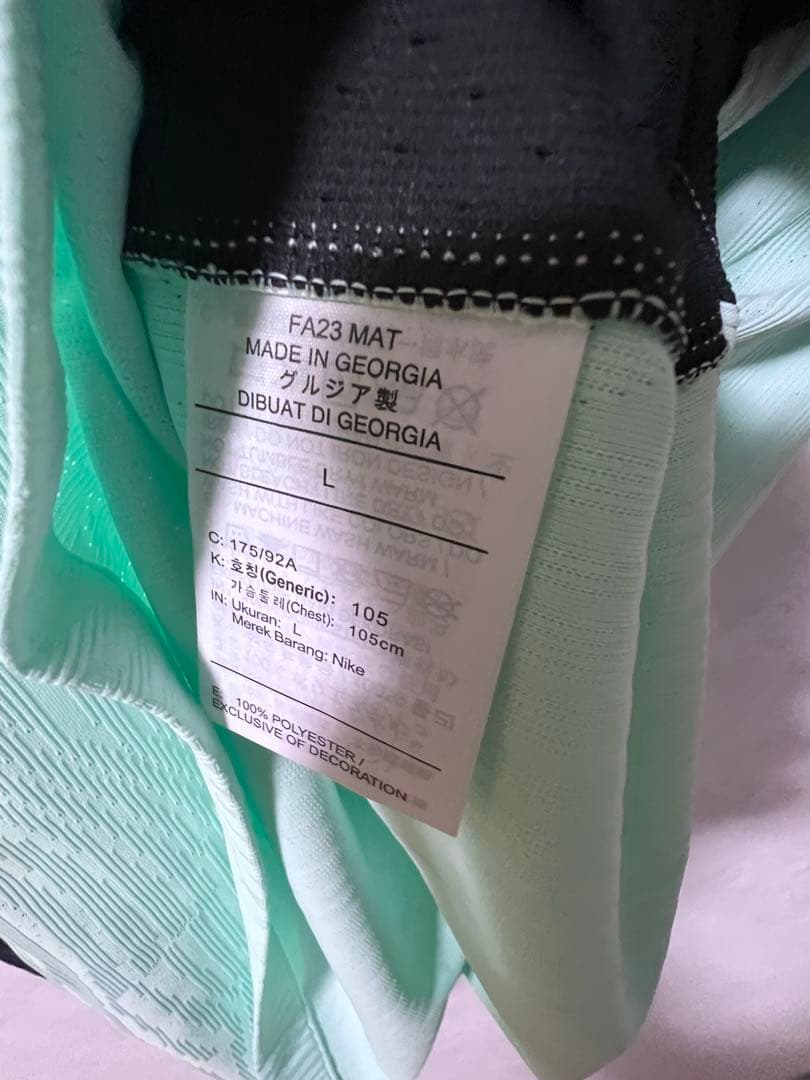 FA23 MAT
MADE IN GEORGIA
グルジア製
DIBUAT DI GEORGIA
L
C: 175/92A
K: 호칭(Generic): 105
가슴둘레(Chest): 105cm
IN: Ukuran: L
Merek Barang: Nike
E: 100% POLYESTER /
EXCLUSIVE OF DECORATION